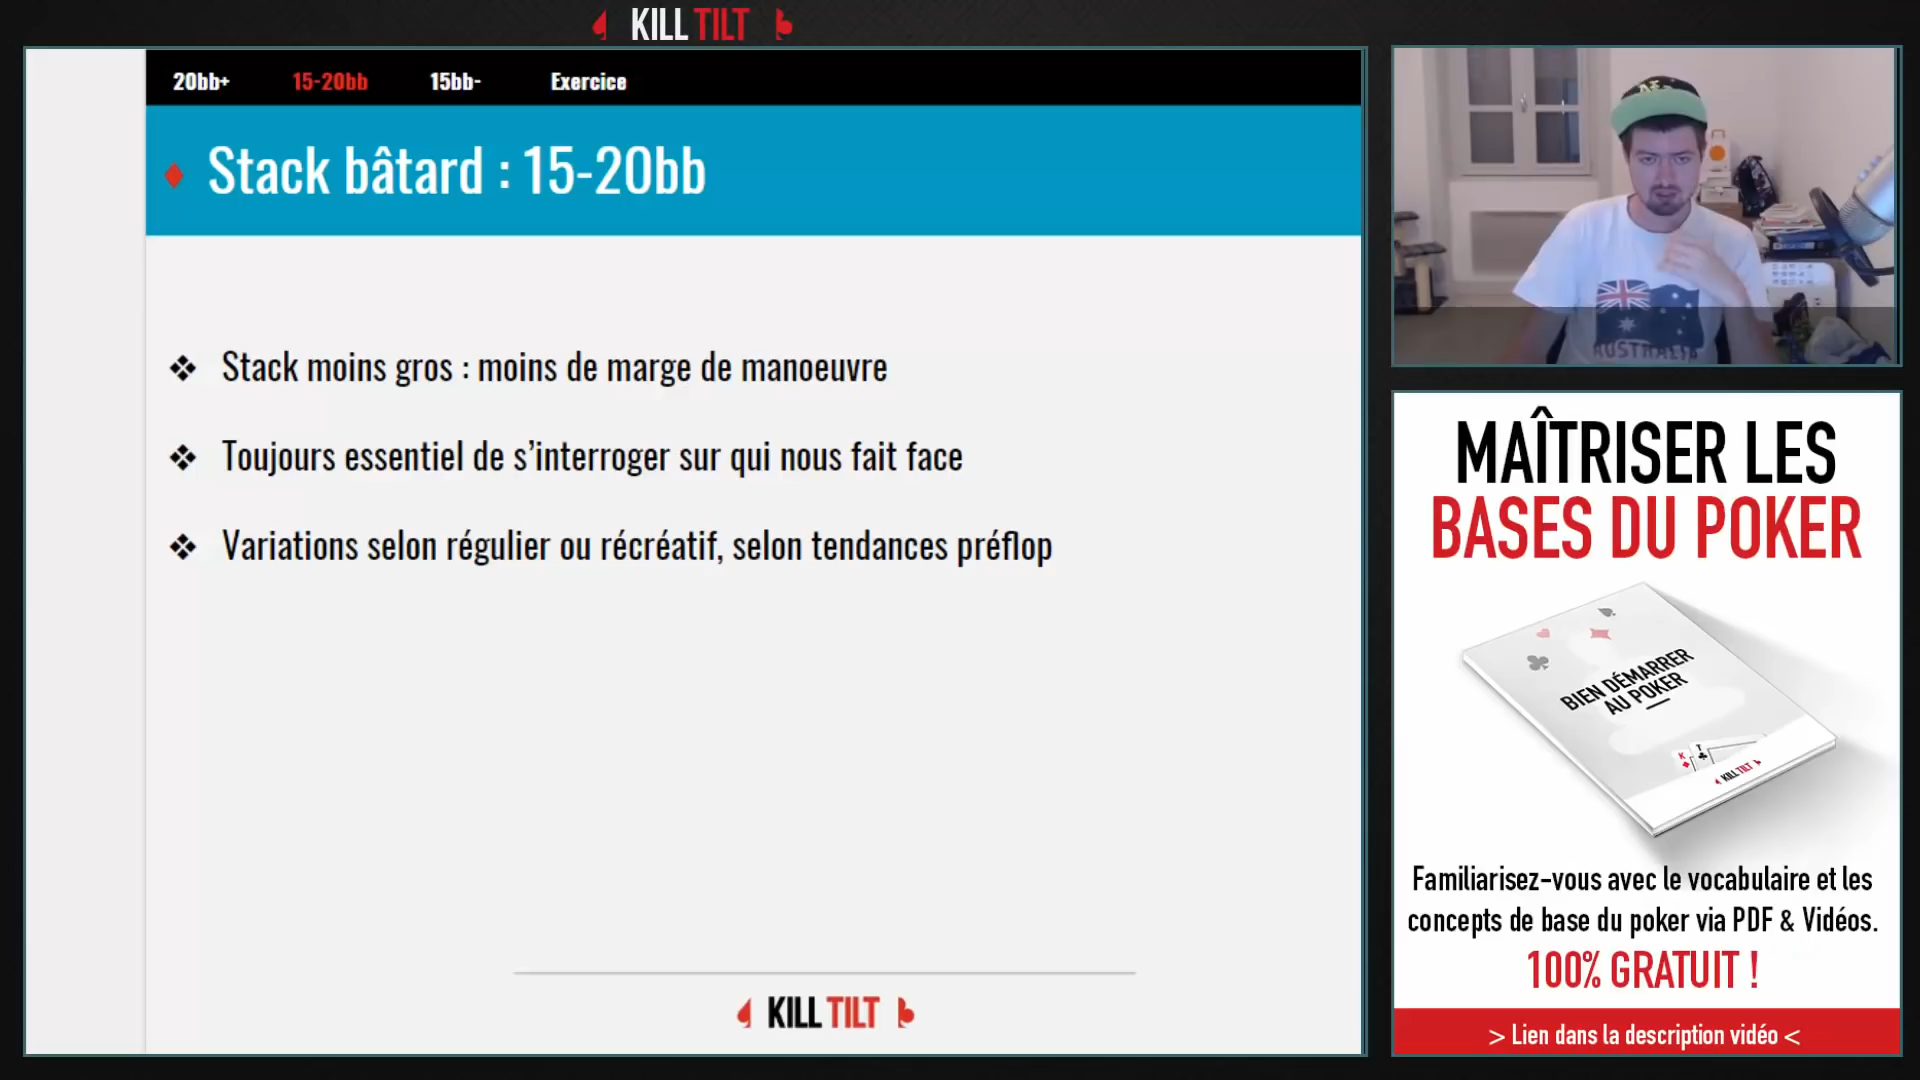 KILL TILT
20bb+ 15-20bb 15bb- Exercice
Stack bâtard : 15-20bb
Stack moins gros : moins de marge de manoeuvre
Toujours essentiel de s’interroger sur qui nous fait face
Variations selon régulier ou récréatif, selon tendances préflop
KILL TILT
AUSTRALIA
MAÎTRISER LES
BASES DU POKER
BIEN DÉMARRER
AU POKER
K T
KILL TILT
Familiarisez-vous avec le vocabulaire et les
concepts de base du poker via PDF & Vidéos.
100% GRATUIT !
> Lien dans la description vidéo <